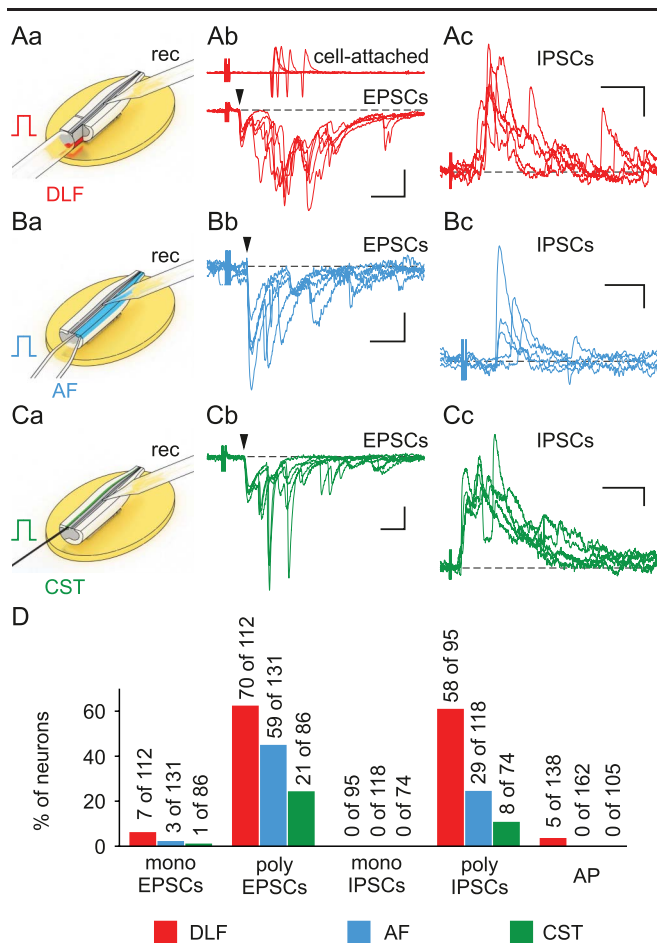 Aa
rec
DLF
Ab
cell-attached
EPSCs
Ac
IPSCs
Ba
rec
AF
Bb
EPSCs
Bc
IPSCs
Ca
rec
CST
Cb
EPSCs
Cc
IPSCs
D
% of neurons
60
40
20
0
7 of 112
3 of 131
1 of 86
70 of 112
59 of 131
21 of 86
0 of 95
0 of 118
0 of 74
58 of 95
29 of 118
8 of 74
5 of 138
0 of 162
0 of 105
mono
EPSCs
poly
EPSCs
mono
IPSCs
poly
IPSCs
AP
DLF
AF
CST